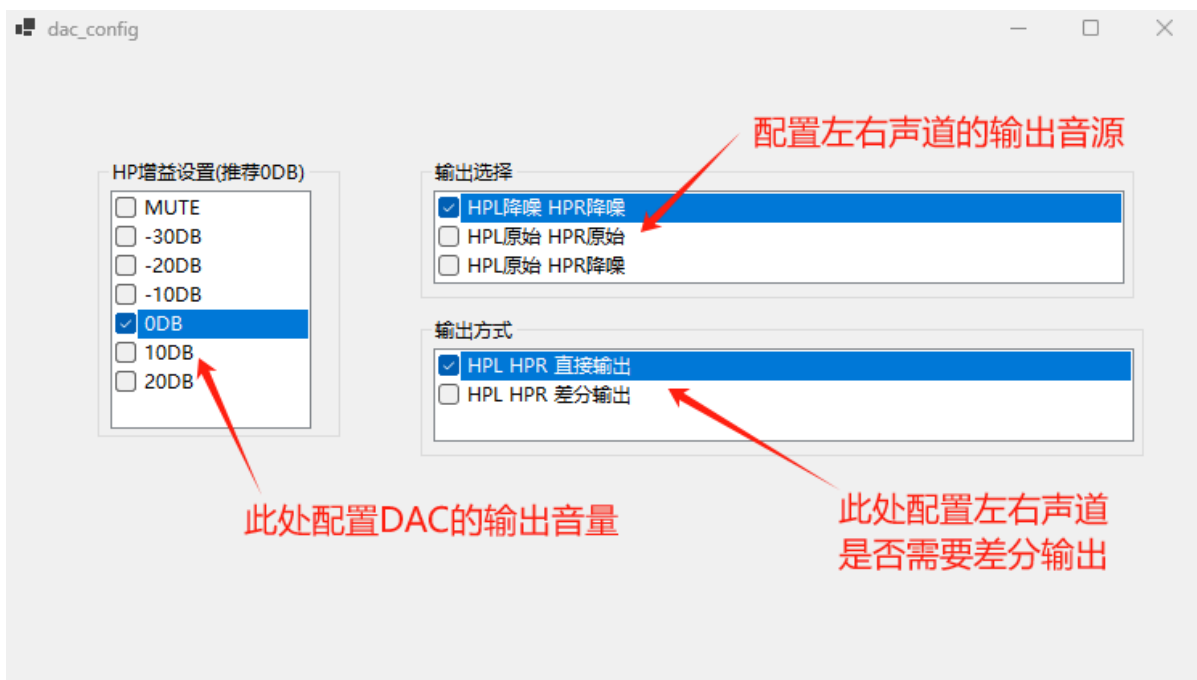 dac_config
配置左右声道的输出音源
HP增益设置(推荐0DB)
MUTE
-30DB
-20DB
-10DB
0DB
10DB
20DB
输出选择
HPL降噪 HPR降噪
HPL原始 HPR原始
HPL原始 HPR降噪
输出方式
HPL HPR 直接输出
HPL HPR 差分输出
此处配置DAC的输出音量
此处配置左右声道
是否需要差分输出